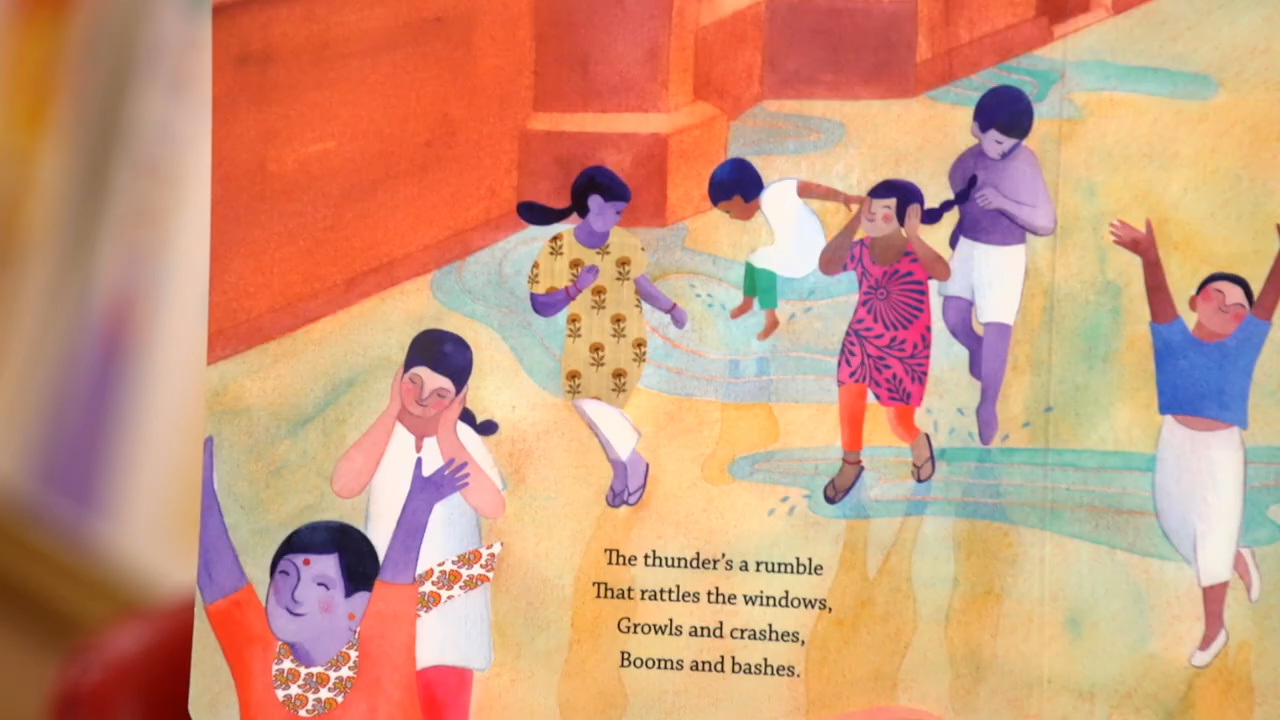 The thunder's a rumble
That rattles the windows,
Growls and crashes,
Booms and bashes.